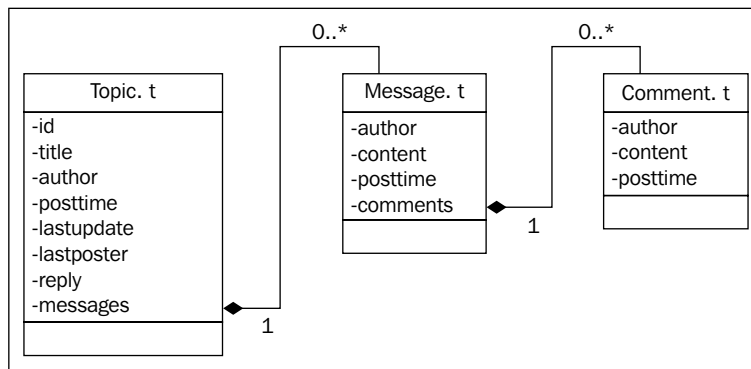 0..*
0..*
Topic. t
-id
-title
-author
-posttime
-lastupdate
-lastposter
-reply
-messages
1
Message. t
-author
-content
-posttime
-comments
1
Comment. t
-author
-content
-posttime